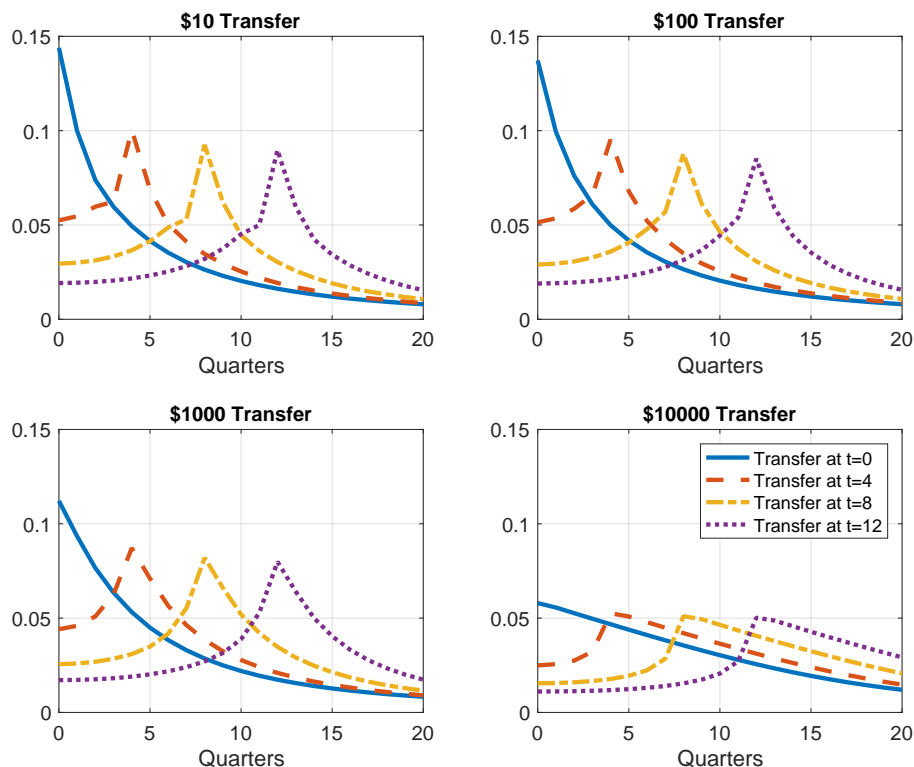 $10 Transfer
0.15
0.1
0.05
0
0 5 10 15 20
Quarters
$100 Transfer
0.15
0.1
0.05
0
0 5 10 15 20
Quarters
$1000 Transfer
0.15
0.1
0.05
0
0 5 10 15 20
Quarters
$10000 Transfer
0.15
0.1
0.05
0
Transfer at t=0
Transfer at t=4
Transfer at t=8
Transfer at t=12
0 5 10 15 20
Quarters